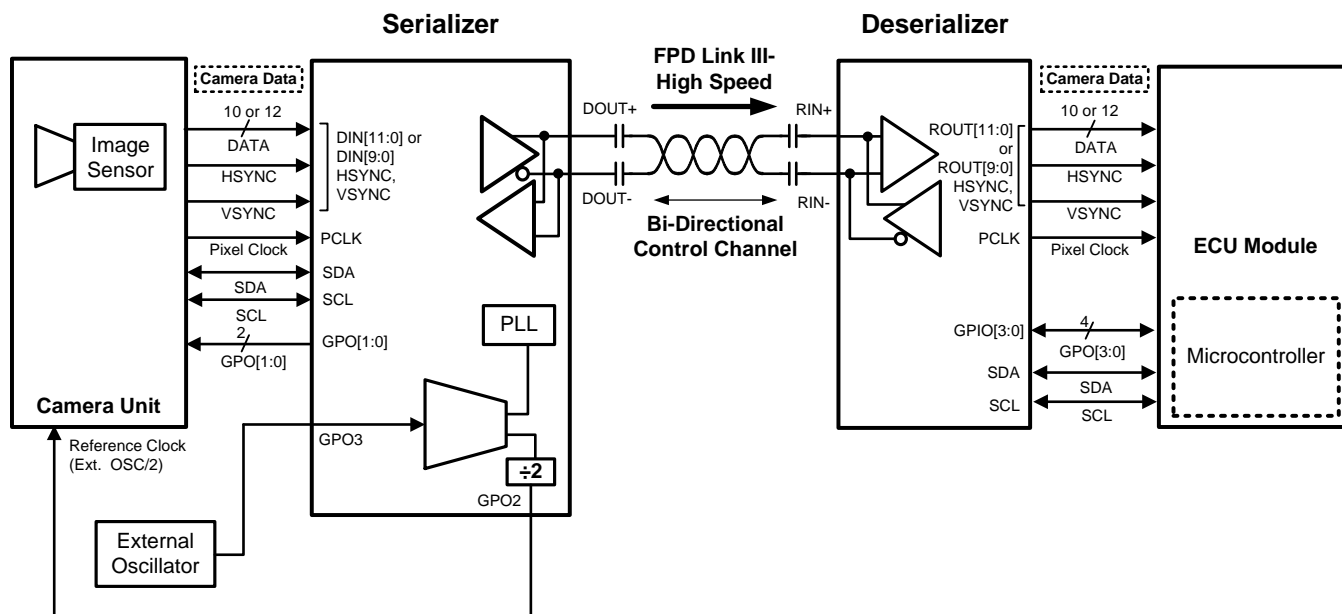 Serializer
Deserializer
FPD Link III-
High Speed
Camera Data
Camera Data
Image
Sensor
10 or 12
DATA
HSYNC
VSYNC
Pixel Clock
SDA
SCL
2
GPO[1:0]
Camera Unit
DIN[11:0] or
DIN[9:0]
HSYNC,
VSYNC
PCLK
SDA
SCL
GPO[1:0]
PLL
GPO3
÷2
GPO2
DOUT+
DOUT-
RIN+
RIN-
Bi-Directional
Control Channel
ROUT[11:0]
or
ROUT[9:0]
HSYNC,
VSYNC
PCLK
GPIO[3:0]
SDA
SCL
10 or 12
DATA
HSYNC
VSYNC
Pixel Clock
4
GPO[3:0]
SDA
SCL
ECU Module
Microcontroller
Reference Clock
(Ext. OSC/2)
External
Oscillator